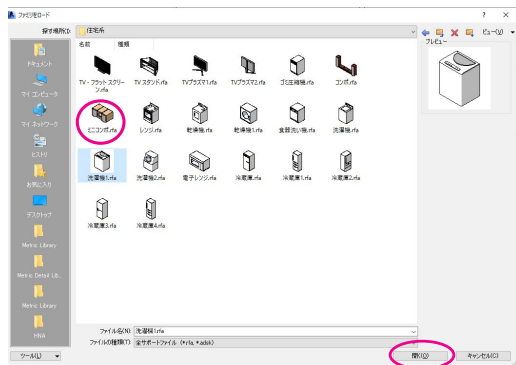 ファミリをロード
? ×
探す場所(I): 住宅系
ビュー(V)
名前 種類
プレビュー
ドキュメント
マイ コンピュータ
マイ ネットワーク
ヒストリ
お気に入り
デスクトップ
Metric Library
Metric Detail Lib...
Metric Library
HNA
TV - フラット スクリーン.rfa
TV スタンド.rfa
TVプラズマ1.rfa
TVプラズマ2.rfa
ゴミ圧縮機.rfa
コンポ.rfa
ミニコンポ.rfa
レンジ.rfa
乾燥機.rfa
乾燥機1.rfa
食器洗い機.rfa
洗濯機.rfa
洗濯機1.rfa
洗濯機2.rfa
電子レンジ.rfa
冷蔵庫.rfa
冷蔵庫1.rfa
冷蔵庫2.rfa
冷蔵庫3.rfa
冷蔵庫4.rfa
ファイル名(N): 洗濯機1.rfa
ファイルの種類(T): 全サポートファイル (*.rfa, *.adsk)
ツール(L)
開く(O)
キャンセル(C)